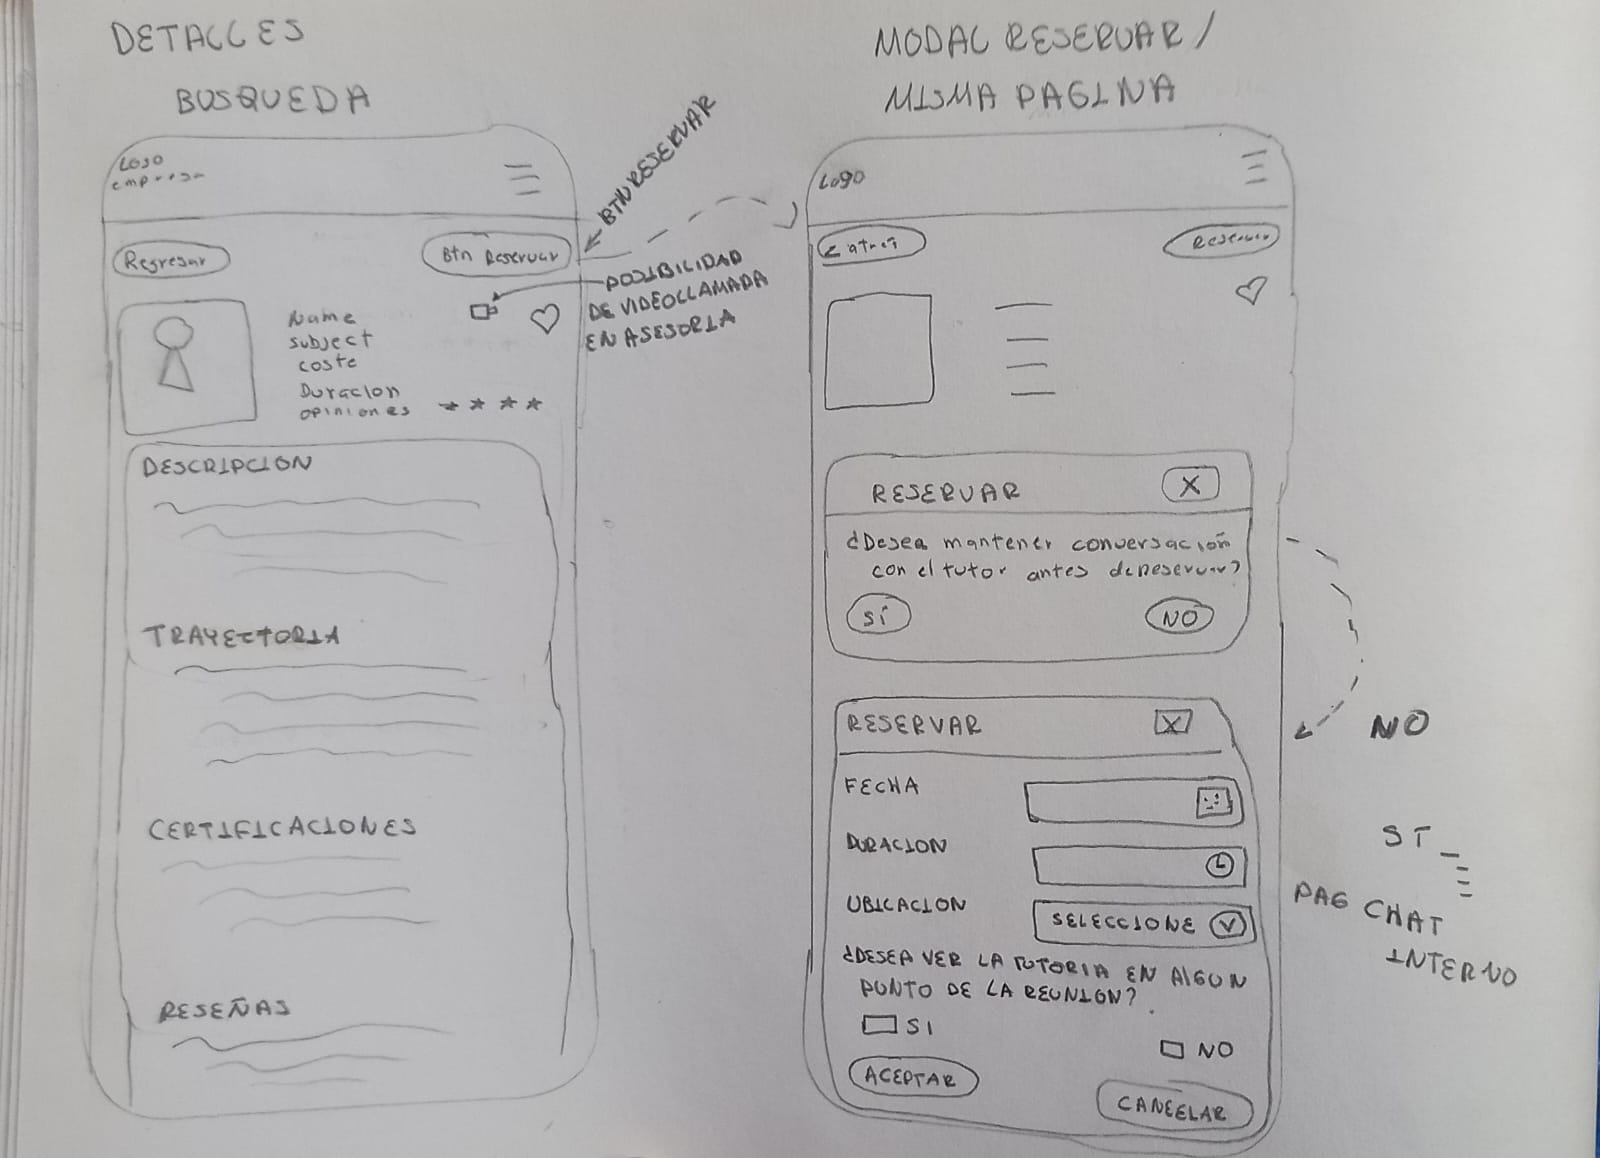 DETALLES
BUSQUEDA
Logo
empresa
Regresar
Btn Reservar
BTN RESERVAR
POSIBILIDAD
DE VIDEOLLAMADA
EN ASESORIA
Name
subject
coste
Duracion
opiniones
DESCRIPCION
TRAYECTORIA
CERTIFICACIONES
RESEÑAS
MODAL RESERVAR /
MISMA PAGINA
Logo
< atras
Reservar
RESERVAR X
¿Desea mantener conversación
con el tutor antes de Reservar?
SÍ NO
RESERVAR X
FECHA
DURACION
UBICACION SELECCIONE
¿DESEA VER LA TUTORIA EN ALGUN
PUNTO DE LA REUNION?
SI
NO
ACEPTAR
CANCELAR
NO
SI
PAG CHAT
INTERNO